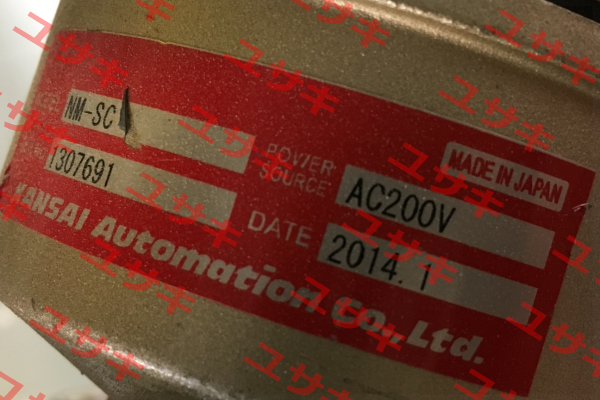 MADE IN JAPAN
NM-SC
POWER SOURCE AC200V
1307691
DATE 2014.1
KANSAI Automation Co., Ltd.
ユサキ